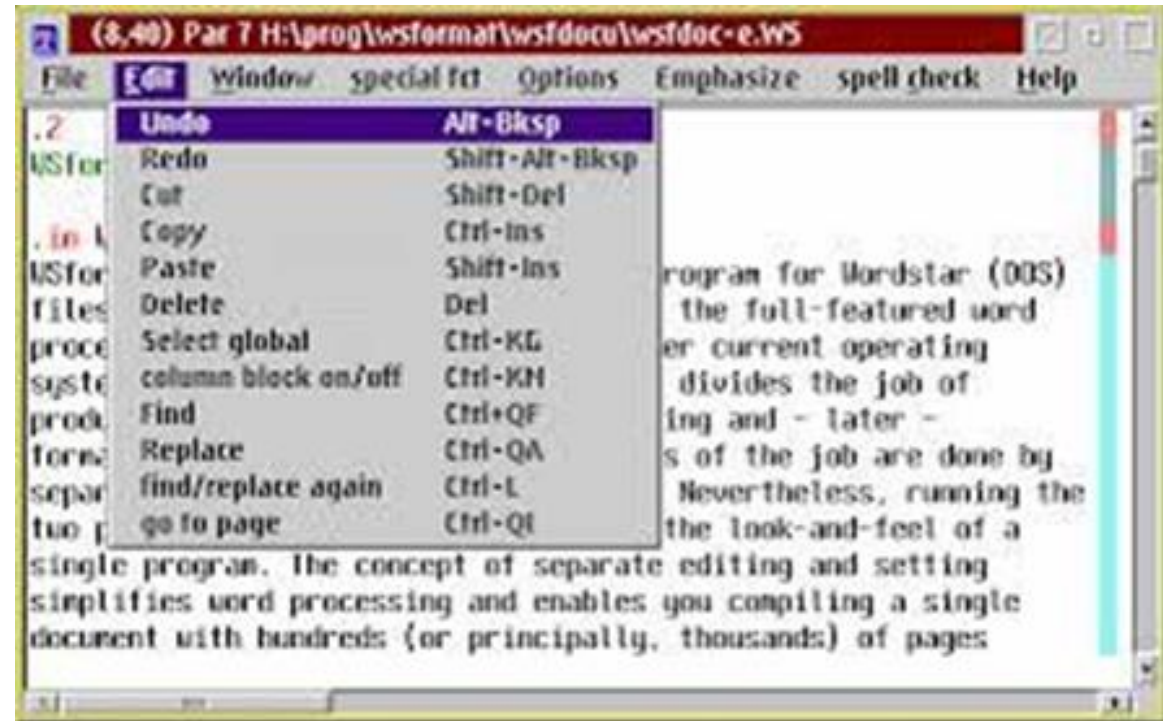 (8,40) Par 7 H:\prog\wsformat\wsfdocu\wsfdoc-e.WS
File Edit Window special fct Options Emphasize spell check Help
.2
Undo Alt-Bksp
WSfor
Redo Shift-Alt-Bksp
Cut Shift-Del
.in
Copy Ctrl-Ins
WSfor
Paste Shift-Ins
rogram for Wordstar (DOS)
files
Delete Del
the full-featured word
proce
Select global Ctrl-KG
er current operating
syste
column block on/off Ctrl-KN
divides the job of
produ
Find Ctrl+QF
ing and - later -
forma
Replace Ctrl-QA
s of the job are done by
separ
find/replace again Ctrl-L
Nevertheless, running the
two p
go to page Ctrl-QI
the look-and-feel of a
single program. The concept of separate editing and setting
simplifies word processing and enables you compiling a single
document with hundreds (or principally, thousands) of pages